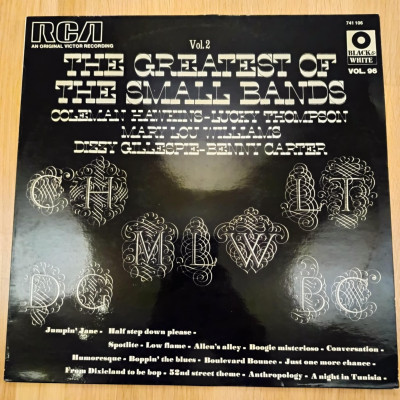 RCA
AN ORIGINAL VICTOR RECORDING
741 106
BLACK & WHITE
VOL. 96
Vol. 2
THE GREATEST OF
THE SMALL BANDS
COLEMAN HAWKINS - LUCKY THOMPSON
MARY LOU WILLIAMS
DIZZY GILLESPIE - BENNY CARTER
CH
LT
MLW
DG
BC
Jumpin' Jane - Half step down please -
Spotlite - Low flame - Allen's alley - Boogie misterioso - Conversation -
Humoresque - Boppin' the blues - Boulevard Bounce - Just one more chance -
From Dixieland to be bop - 52nd street theme - Anthropology - A night in Tunisia -